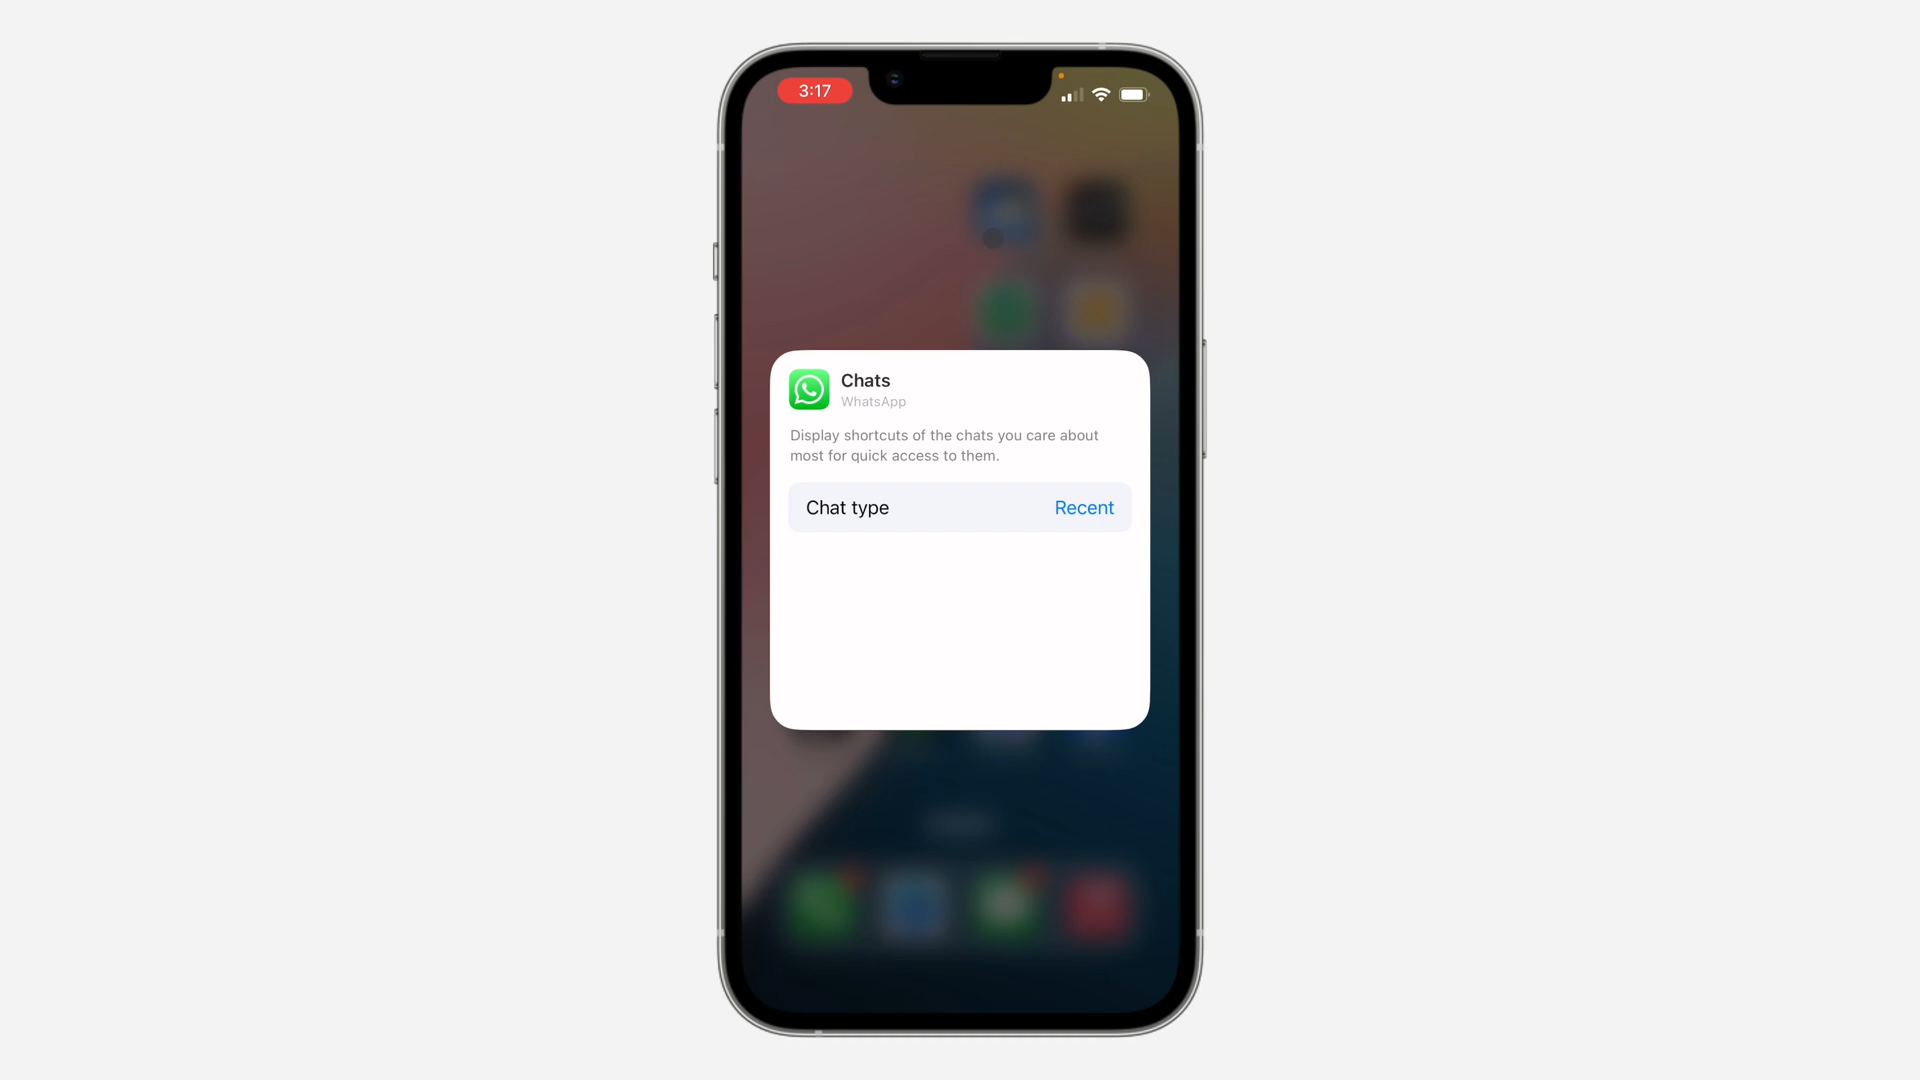 3:17
Chats
WhatsApp
Display shortcuts of the chats you care about
most for quick access to them.
Chat type Recent